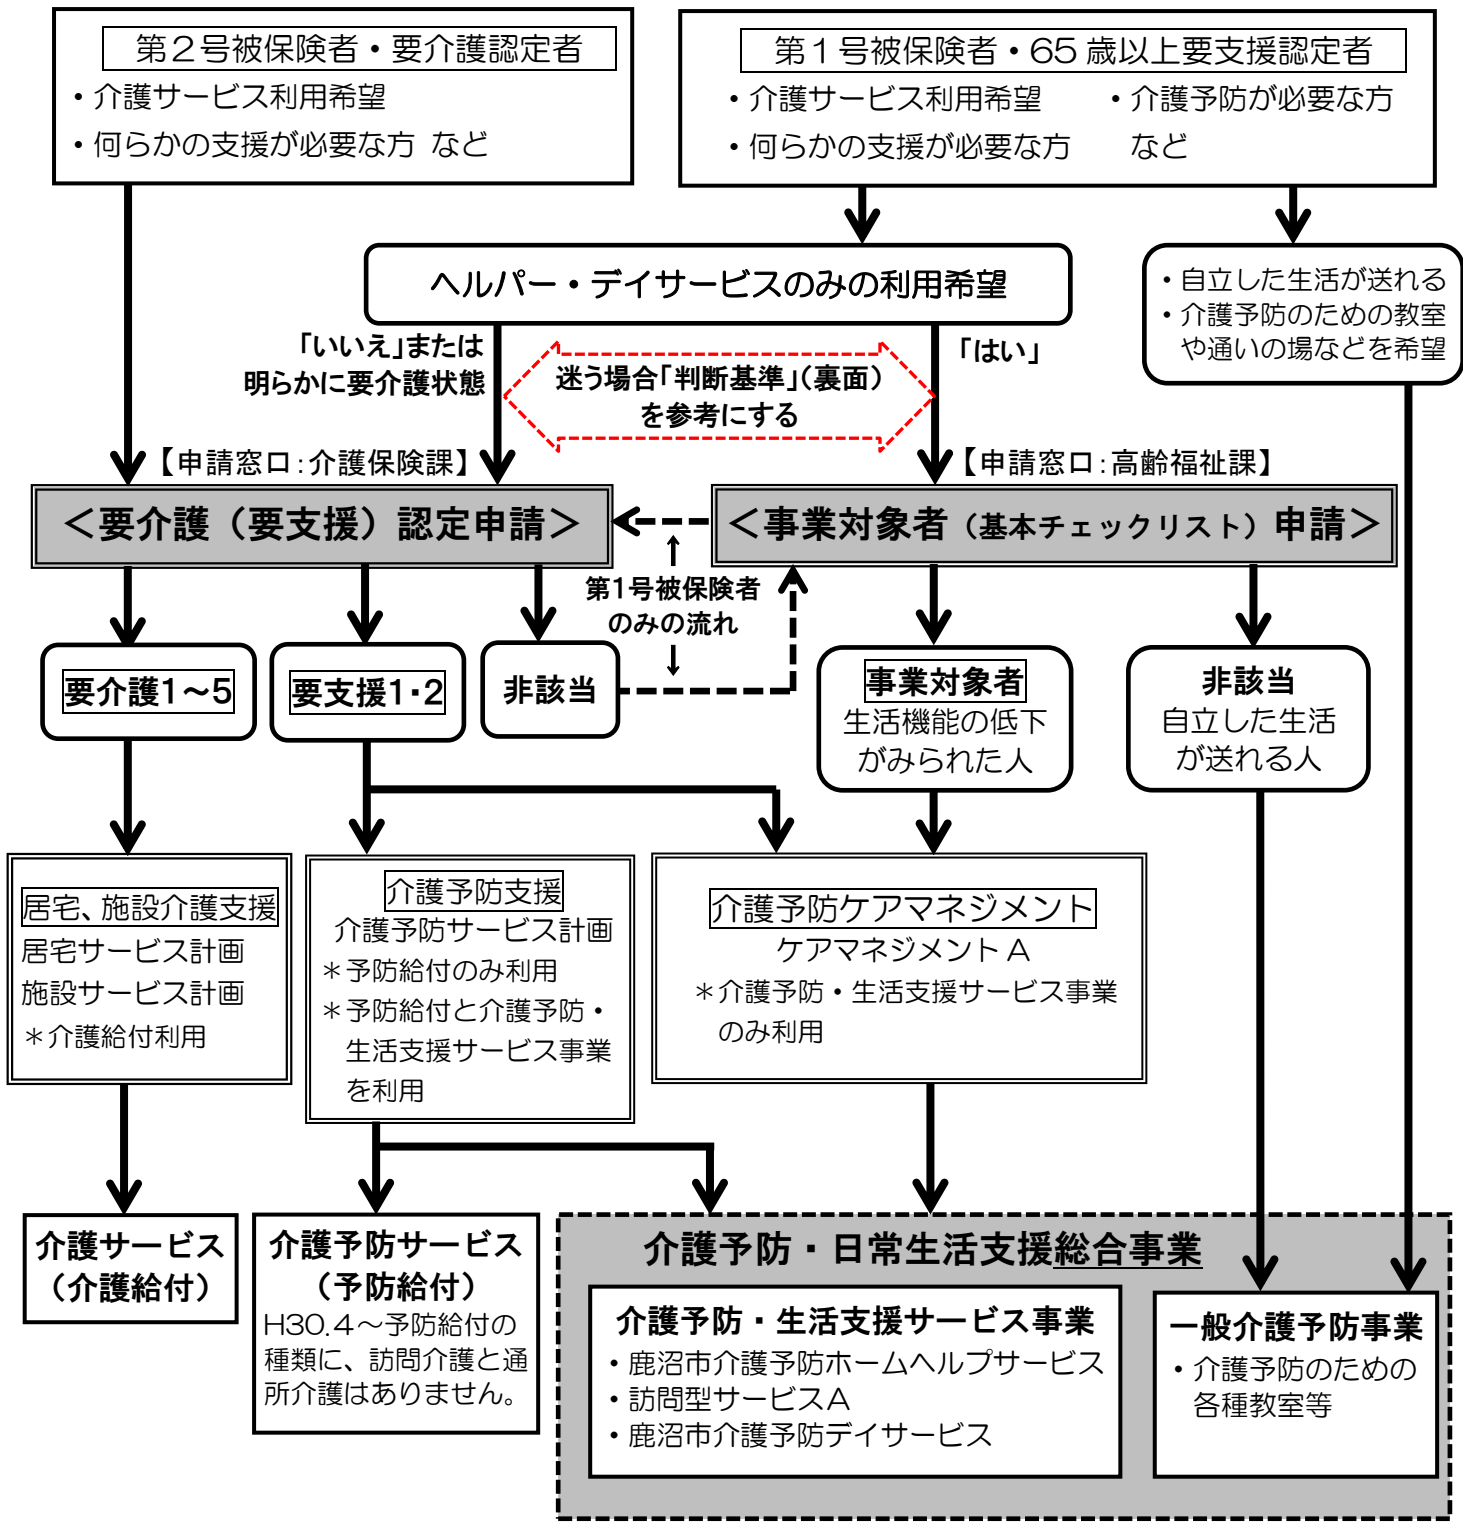 第２号被保険者・要介護認定者
・介護サービス利用希望
・何らかの支援が必要な方 など
第１号被保険者・65歳以上要支援認定者
・介護サービス利用希望 ・介護予防が必要な方
・何らかの支援が必要な方 など
ヘルパー・デイサービスのみの利用希望
・自立した生活が送れる
・介護予防のための教室
や通いの場などを希望
「いいえ」または
明らかに要介護状態
迷う場合「判断基準」（裏面）
を参考にする
「はい」
【申請窓口：介護保険課】
【申請窓口：高齢福祉課】
＜要介護（要支援）認定申請＞
＜事業対象者（基本チェックリスト）申請＞
第1号被保険者
のみの流れ
要介護1～5
要支援1・2
非該当
事業対象者
生活機能の低下
がみられた人
非該当
自立した生活
が送れる人
居宅、施設介護支援
居宅サービス計画
施設サービス計画
＊介護給付利用
介護予防支援
介護予防サービス計画
＊予防給付のみ利用
＊予防給付と介護予防・
生活支援サービス事業
を利用
介護予防ケアマネジメント
ケアマネジメントA
＊介護予防・生活支援サービス事業
のみ利用
介護サービス
（介護給付）
介護予防サービス
（予防給付）
H30.4～予防給付の
種類に、訪問介護と通
所介護はありません。
介護予防・日常生活支援総合事業
介護予防・生活支援サービス事業
・鹿沼市介護予防ホームヘルプサービス
・訪問型サービスA
・鹿沼市介護予防デイサービス
一般介護予防事業
・介護予防のための
各種教室等